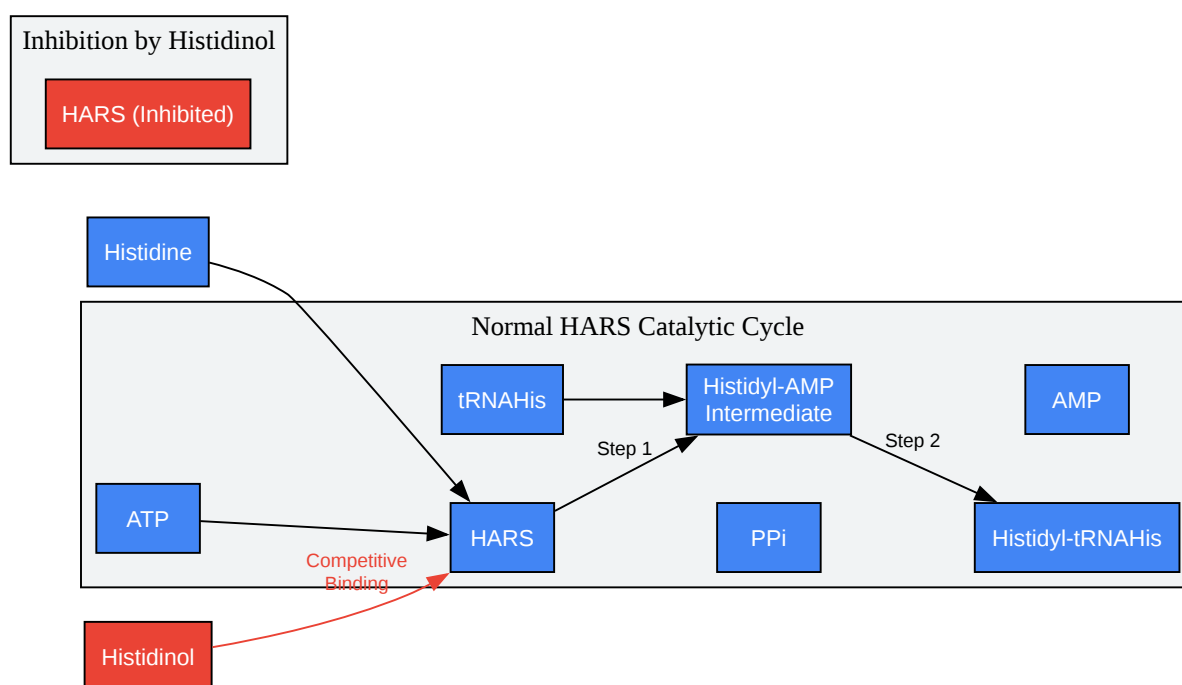 Inhibition by Histidinol
HARS (Inhibited)
Histidine
Normal HARS Catalytic Cycle
tRNAHis
Histidyl-AMP
Intermediate
AMP
Step 1
Step 2
ATP
HARS
PPi
Histidyl-tRNAHis
Competitive
Binding
Histidinol